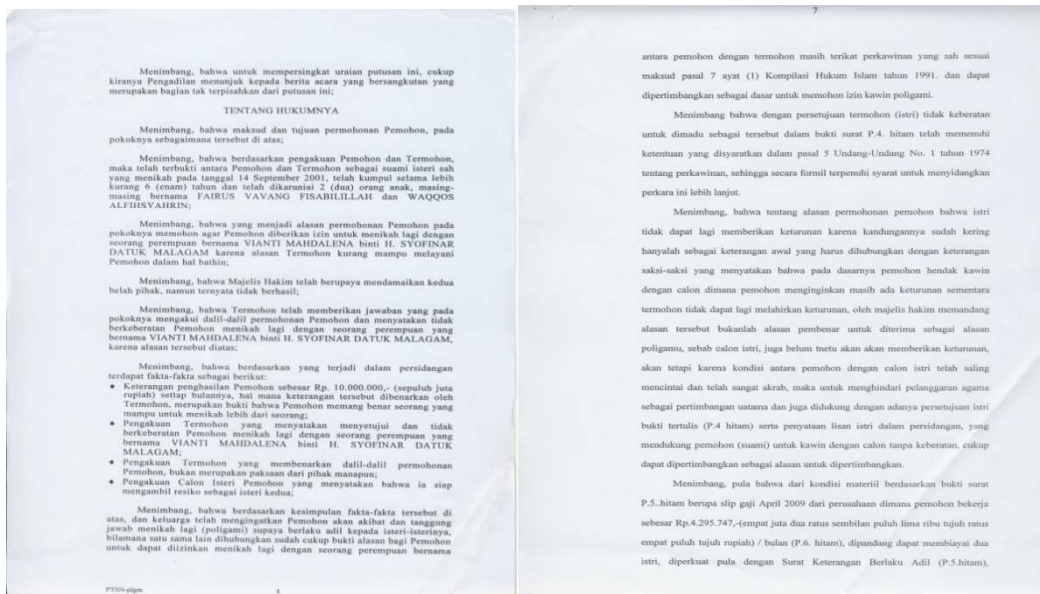 Menimbang, bahwa untuk mempersingkat uraian putusan ini, cukup
kiranya Pengadilan menunjuk kepada berita acara yang bersangkutan yang
merupakan bagian tak terpisahkan dari putusan ini;
TENTANG HUKUMNYA
Menimbang, bahwa maksud dan tujuan permohonan Pemohon, pada
pokoknya sebagaimana tersebut di atas;
Menimbang, bahwa berdasarkan pengakuan Pemohon dan Termohon,
maka telah terbukti antara Pemohon dan Termohon sebagai suami isteri sah
yang menikah pada tanggal 14 September 2001, telah kumpul selama lebih
kurang 6 (enam) tahun dan telah dikaruniai 2 (dua) orang anak, masing-
masing bernama FAIRUS VAVANG FISABILILLAH dan WAQQOS
ALFIHSYAHRIN;
Menimbang, bahwa yang menjadi alasan permohonan Pemohon pada
pokoknya memohon agar Pemohon diberikan izin untuk menikah lagi dengan
seorang perempuan bernama VIANTI MAHDALENA binti H. SYOFINAR
DATUK MALAGAM karena alasan Termohon kurang mampu melayani
Pemohon dalam hal bathin;
Menimbang, bahwa Majelis Hakim telah berupaya mendamaikan kedua
belah pihak, namun ternyata tidak berhasil;
Menimbang, bahwa Termohon telah memberikan jawaban yang pada
pokoknya mengakui dalil-dalil permohonan Pemohon dan menyatakan tidak
berkeberatan Pemohon menikah lagi dengan seorang perempuan yang
bernama VIANTI MAHDALENA binti H. SYOFINAR DATUK MALAGAM,
karena alasan tersebut diatas;
Menimbang, bahwa berdasarkan yang terjadi dalam persidangan
terdapat fakta-fakta sebagai berikut:
• Keterangan penghasilan Pemohon sebesar Rp. 10.000.000,- (sepuluh juta
rupiah) setiap bulannya, hal mana keterangan tersebut dibenarkan oleh
Termohon, merupakan bukti bahwa Pemohon memang benar seorang yang
mampu untuk menikah lebih dari seorang;
• Pengakuan Termohon yang menyatakan menyetujui dan tidak
berkeberatan Pemohon menikah lagi dengan seorang perempuan yang
bernama VIANTI MAHDALENA binti H. SYOFINAR DATUK
MALAGAM;
• Pengakuan Termohon yang membenarkan dalil-dalil permohonan
Pemohon, bukan merupakan paksaan dari pihak manapun;
• Pengakuan Calon Isteri Pemohon yang menyatakan bahwa ia siap
mengambil resiko sebagai isteri kedua;
Menimbang, bahwa berdasarkan kesimpulan fakta-fakta tersebut di
atas, dan keluarga telah mengingatkan Pemohon akan akibat dan tanggung
jawab menikah lagi (poligami) supaya berlaku adil kepada isteri-isterinya,
bilamana satu sama lain dihubungkan sudah cukup bukti alasan bagi Pemohon
untuk dapat diizinkan menikah lagi dengan seorang perempuan bernama
PTSN-plgm
4
7
antara pemohon dengan termohon masih terikat perkawinan yang sah sesuai
maksud pasal 7 ayat (1) Kompilasi Hukum Islam tahun 1991. dan dapat
dipertimbangkan sebagai dasar untuk memohon izin kawin poligami.
Menimbang bahwa dengan persetujuan termohon (istri) tidak keberatan
untuk dimadu sebagai tersebut dalam bukti surat P.4. hitam telah memenuhi
ketentuan yang disyaratkan dalam pasal 5 Undang-Undang No. 1 tahun 1974
tentang perkawinan, sehingga secara formil terpenuhi syarat untuk menyidangkan
perkara ini lebih lanjut.
Menimbang, bahwa tentang alasan permohonan pemohon bahwa istri
tidak dapat lagi memberikan keturunan karena kandungannya sudah kering
hanyalah sebagai keterangan awal yang harus dihubungkan dengan keterangan
saksi-saksi yang menyatakan bahwa pada dasarnya pemohon hendak kawin
dengan calon dimana pemohon menginginkan masih ada keturunan sementara
termohon tidak dapat lagi melahirkan keturunan, oleh majelis hakim memandang
alasan tersebut bukanlah alasan pembenar untuk diterima sebagai alasan
poligamu, sebab calon istri, juga belum tnetu akan akan memberikan keturunan,
akan tetapi karena kondisi antara pemohon dengan calon istri telah saling
mencintai dan telah sangat akrab, maka untuk menghindari pelanggaran agama
sebagai pertimbangan uatama dan juga didukung dengan adanya persetujuan istri
bukti tertulis (P.4 hitam) serta penyataan lisan istri dalam persidangan, yang
mendukung pemohon (suami) untuk kawin dengan calon tanpa keberatan, cukup
dapat dipertimbangkan sebagai alasan untuk dipertimbangkan.
Menimbang, pula bahwa dari kondisi materiil berdasarkan bukti surat
P.5..hitam berupa slip gaji April 2009 dari perusahaan dimana pemohon bekerja
sebesar Rp.4.295.747,-(empat juta dua ratus sembilan puluh lima ribu tujuh ratus
empat puluh tujuh rupiah) / bulan (P.6. hitam), dipandang dapat membiayai dua
istri, diperkuat pula dengan Surat Keterangan Berlaku Adil (P.5.hitam),